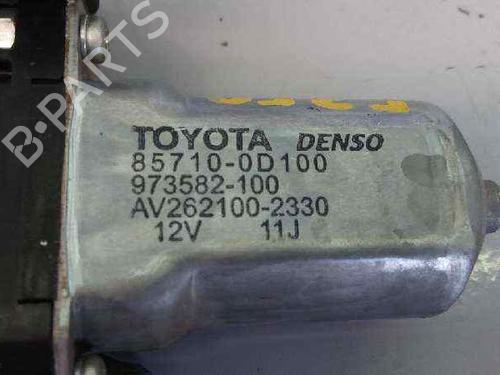 B-PARTS
TOYOTA DENSO
85710-0D100
973582-100
AV262100-2330
12V 11J